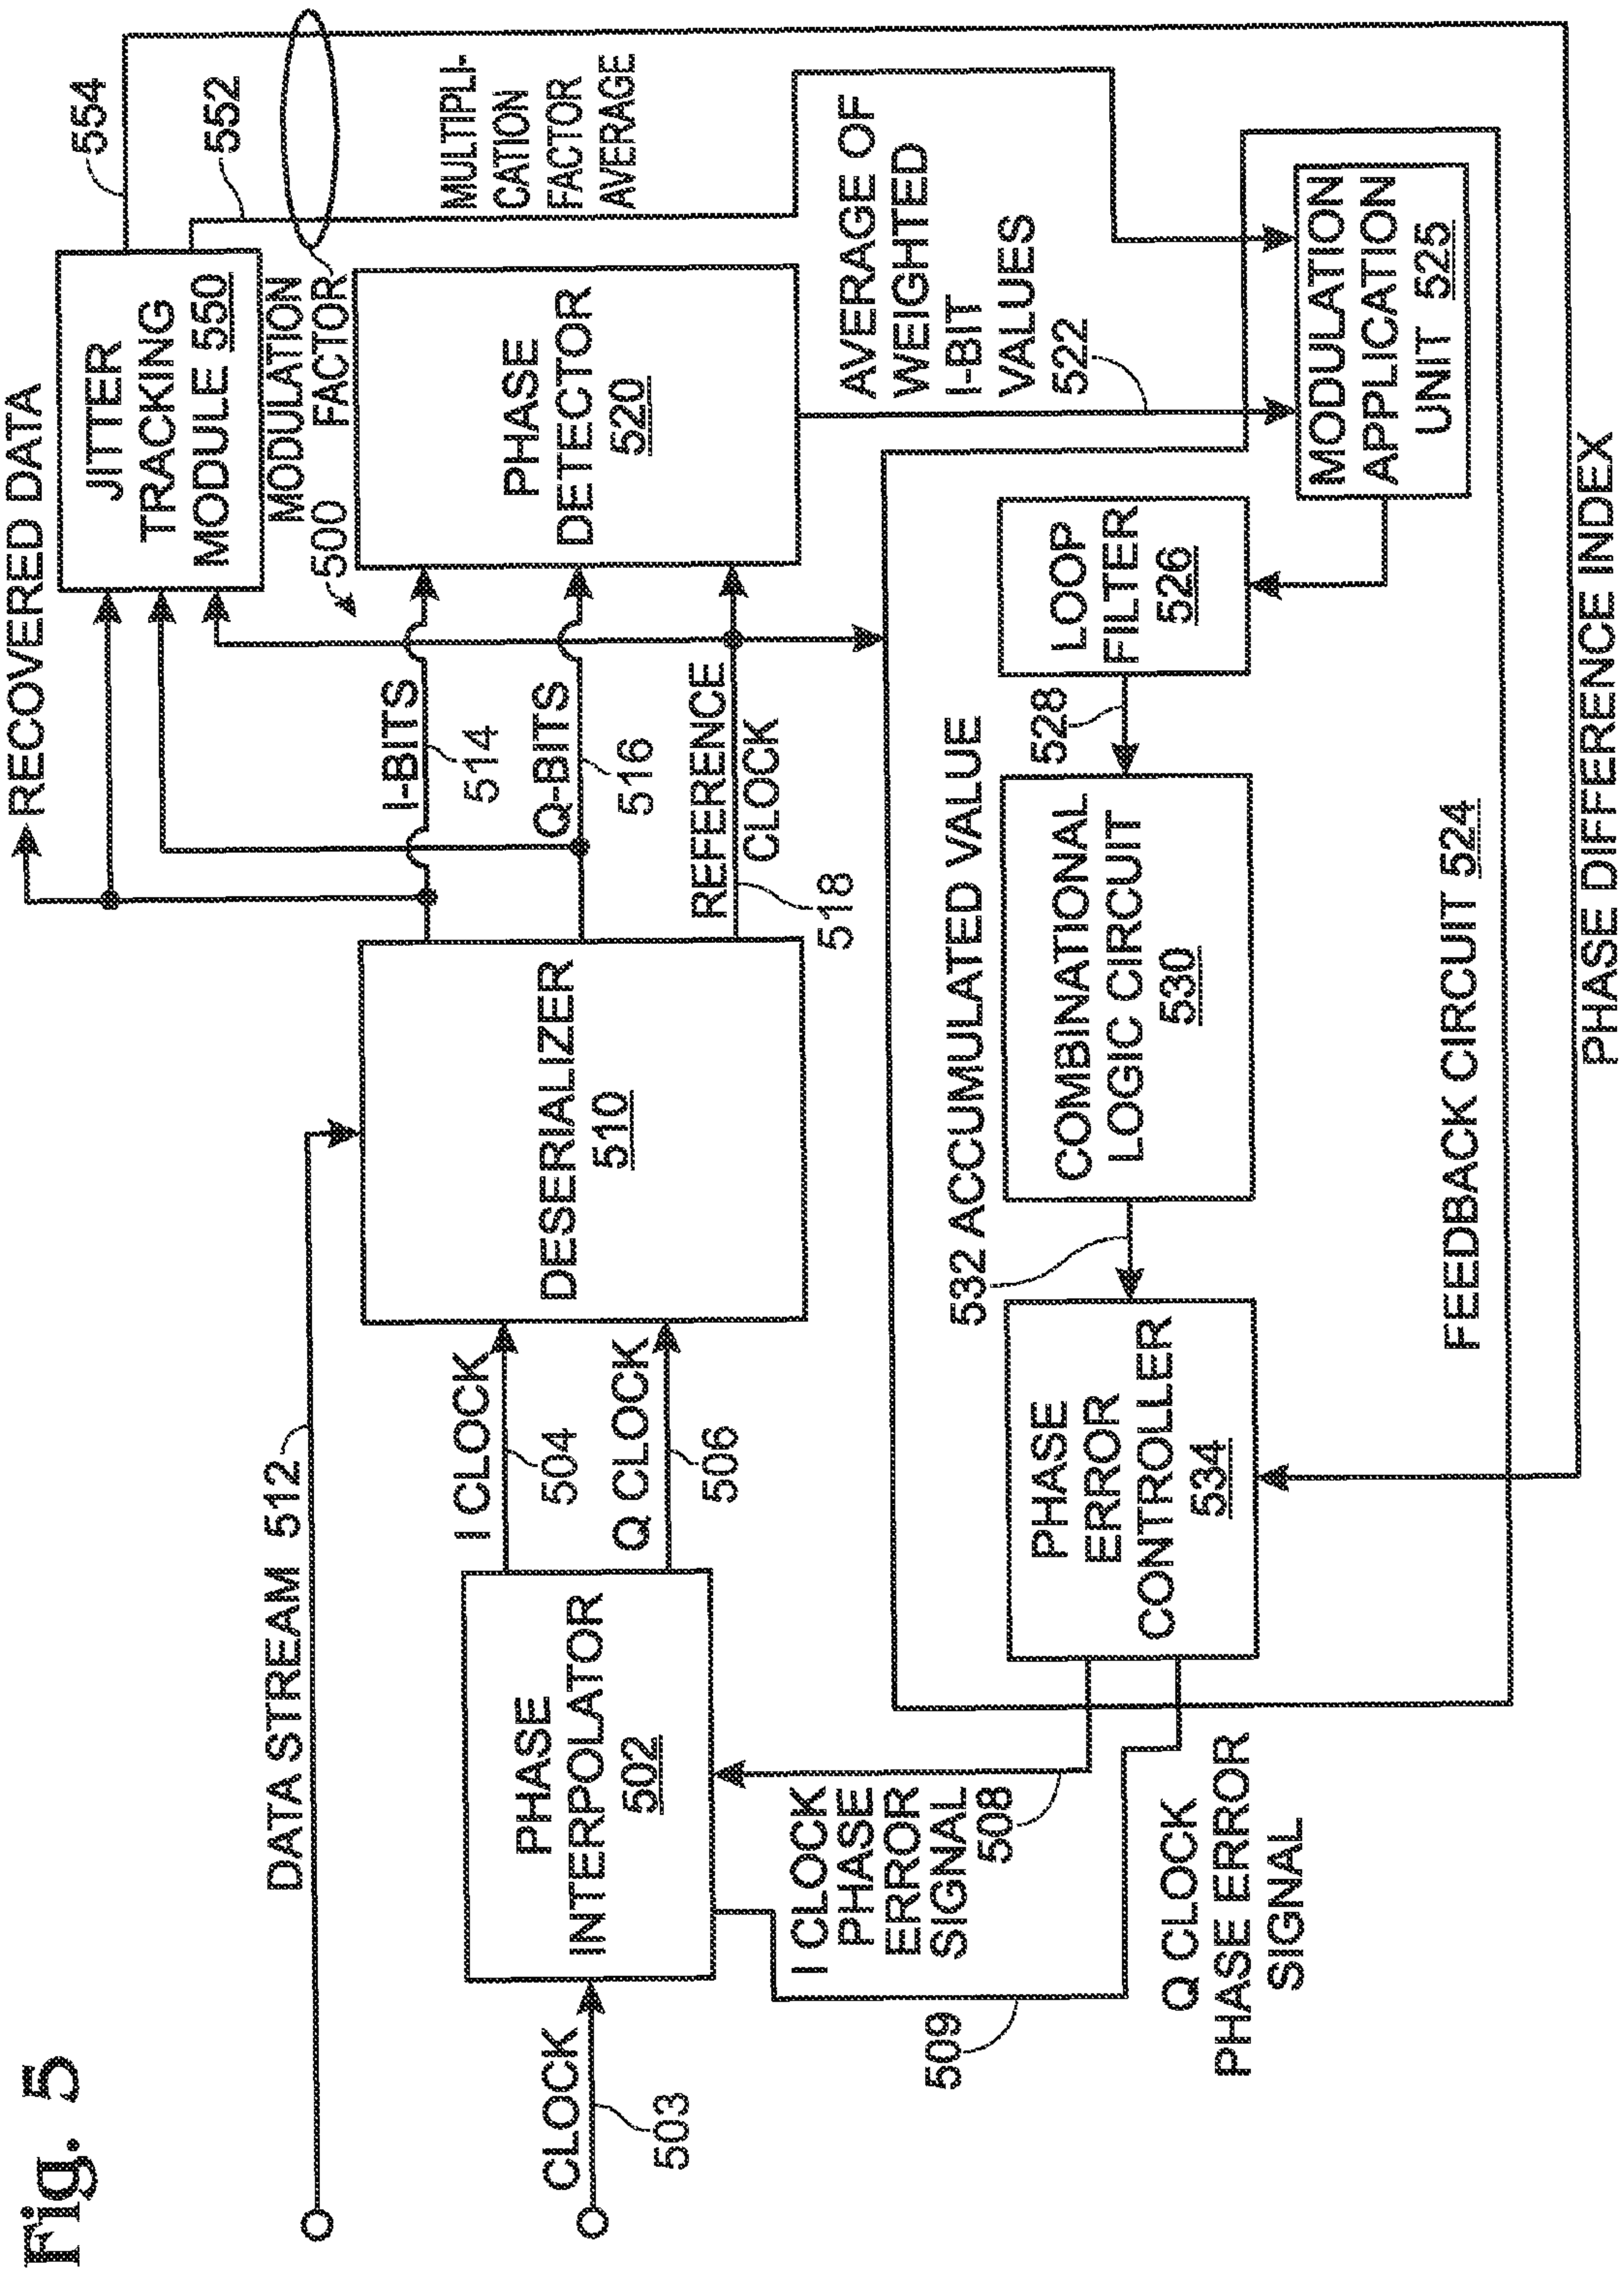 Fig. 5
RECOVERED DATA
554
552
JITTER
TRACKING
MODULE 550
MODULATION
FACTOR
MULTIPLI-
CATION
FACTOR
AVERAGE
500
DATA STREAM 512
CLOCK
503
PHASE
INTERPOLATOR
502
I CLOCK
504
Q CLOCK
506
DESERIALIZER
510
I-BITS
514
Q-BITS
516
REFERENCE
CLOCK
518
PHASE
DETECTOR
520
AVERAGE OF
WEIGHTED
I-BIT
VALUES
522
I CLOCK
PHASE
ERROR
SIGNAL
508
509
Q CLOCK
PHASE ERROR
SIGNAL
532 ACCUMULATED VALUE
528
PHASE
ERROR
CONTROLLER
534
COMBINATIONAL
LOGIC CIRCUIT
530
LOOP
FILTER
526
MODULATION
APPLICATION
UNIT 525
FEEDBACK CIRCUIT 524
PHASE DIFFERENCE INDEX